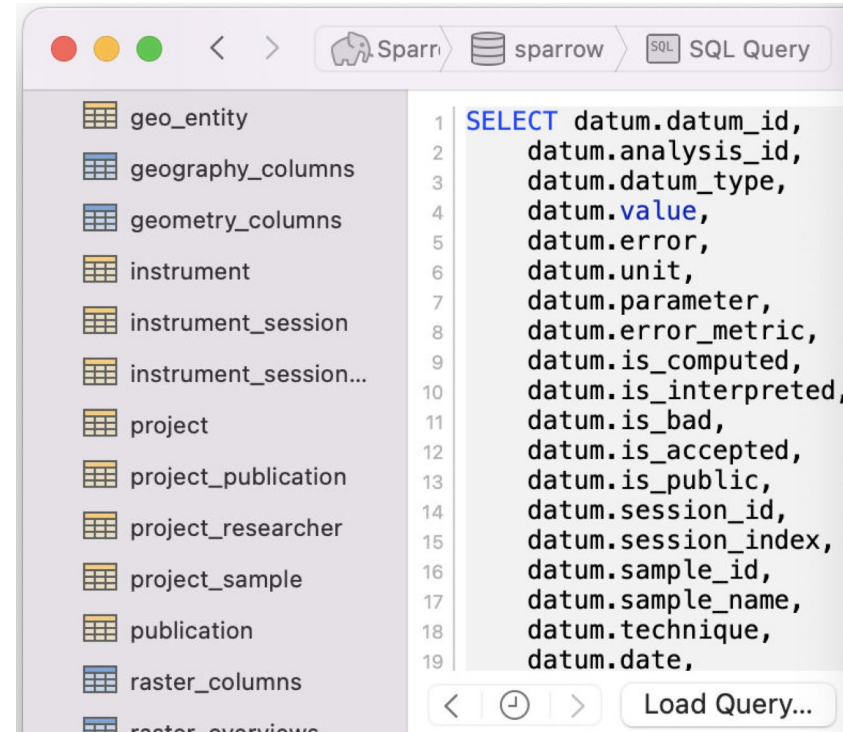 Sparr
sparrow
SQL
SQL Query
geo_entity
geography_columns
geometry_columns
instrument
instrument_session
instrument_session...
project
project_publication
project_researcher
project_sample
publication
raster_columns
raster_overviews
1 SELECT datum.datum_id,
2 datum.analysis_id,
3 datum.datum_type,
4 datum.value,
5 datum.error,
6 datum.unit,
7 datum.parameter,
8 datum.error_metric,
9 datum.is_computed,
10 datum.is_interpreted,
11 datum.is_bad,
12 datum.is_accepted,
13 datum.is_public,
14 datum.session_id,
15 datum.session_index,
16 datum.sample_id,
17 datum.sample_name,
18 datum.technique,
19 datum.date,
Load Query...